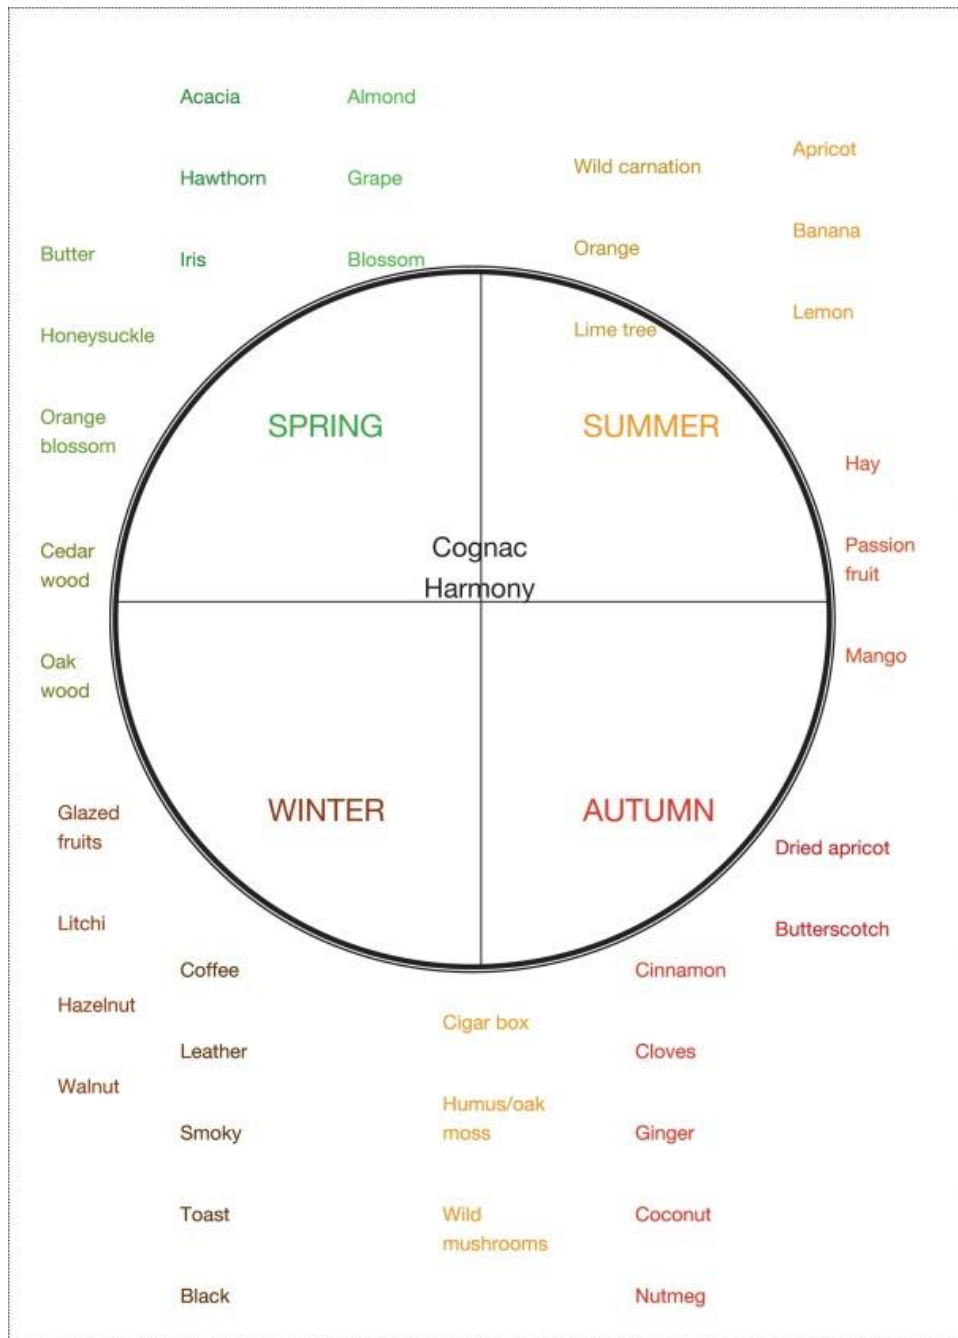 Acacia
Hawthorn
Iris
Almond
Grape
Blossom
Wild carnation
Orange
Lime tree
Apricot
Banana
Lemon
Butter
Honeysuckle
Orange
blossom
Cedar
wood
Oak
wood
SPRING
SUMMER
Cognac
Harmony
Hay
Passion
fruit
Mango
WINTER
AUTUMN
Glazed
fruits
Litchi
Hazelnut
Walnut
Coffee
Leather
Smoky
Toast
Black
Cigar box
Humus/oak
moss
Wild
mushrooms
Cinnamon
Cloves
Ginger
Coconut
Nutmeg
Dried apricot
Butterscotch